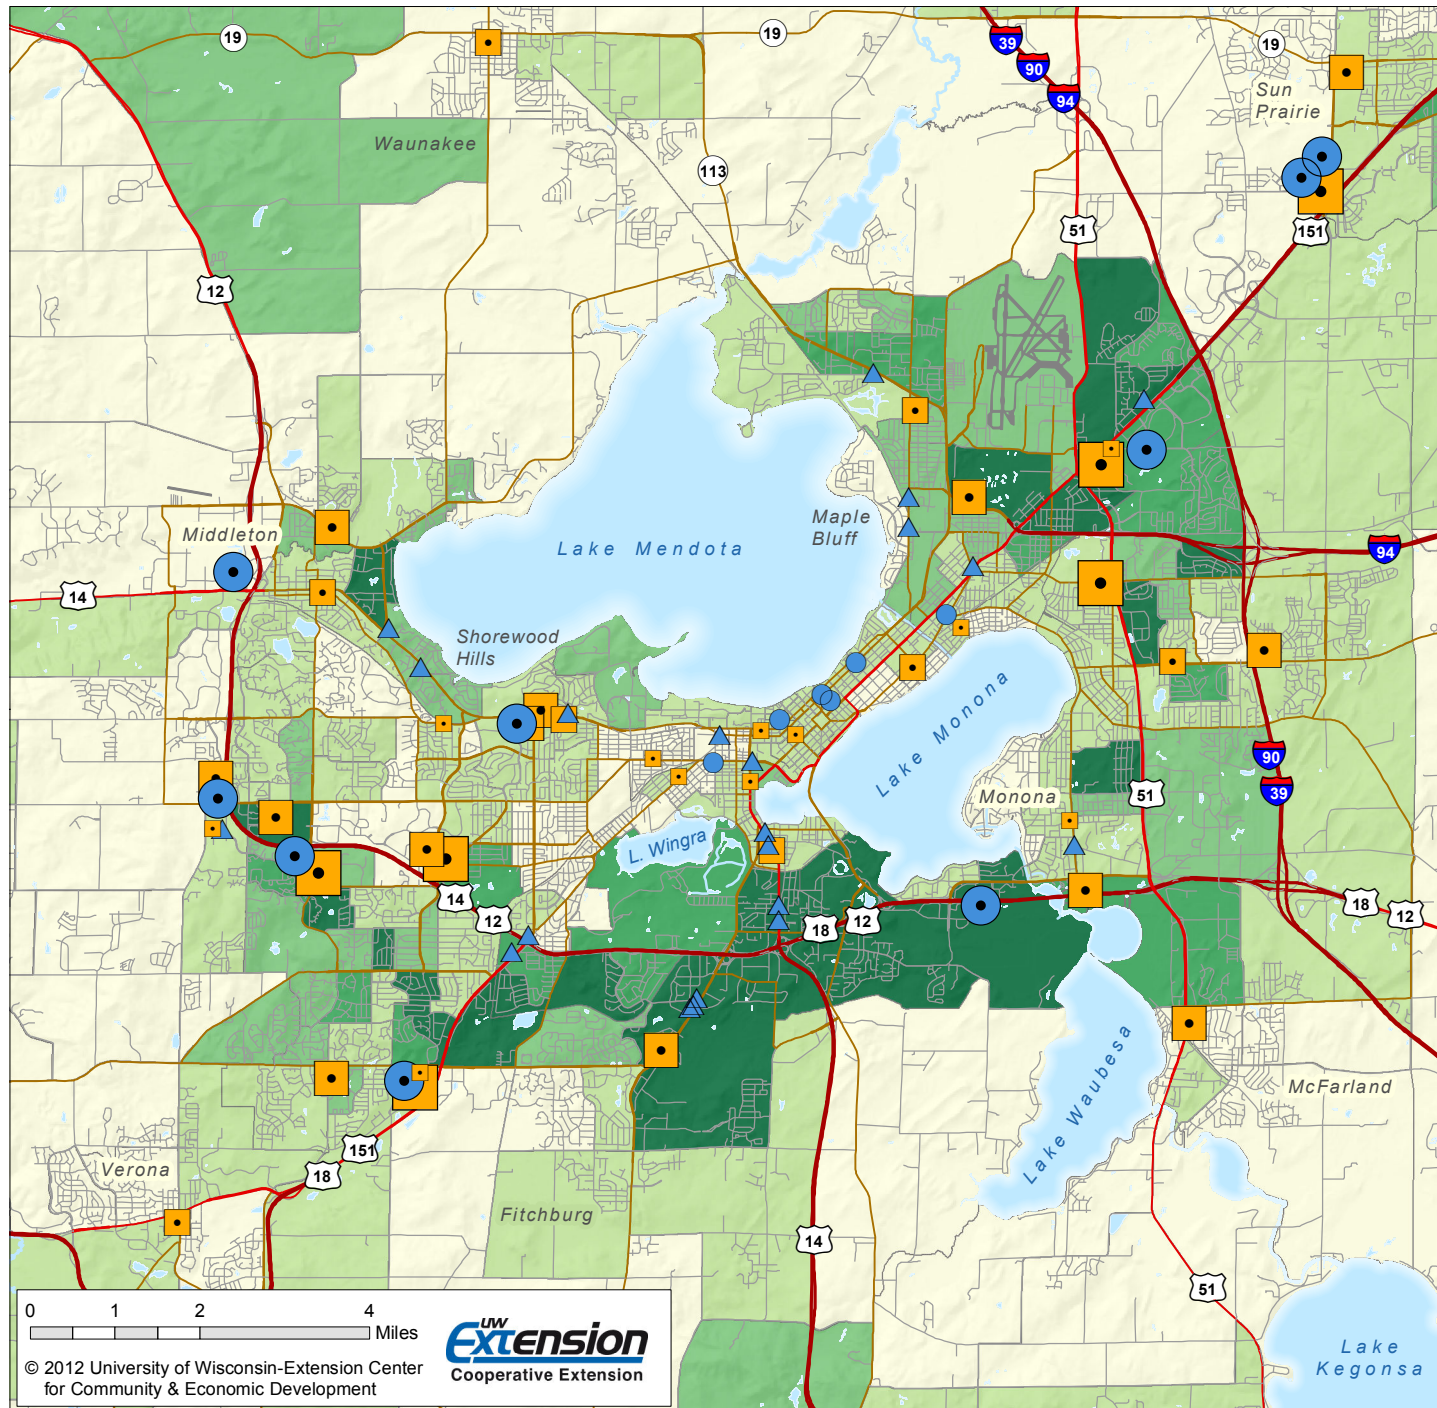 19
19
39
90
94
19
Sun
Prairie
Waunakee
113
51
151
12
Maple
Bluff
Middleton
Lake Mendota
94
14
Shorewood
Hills
Lake Monona
90
39
51
Monona
L. Wingra
14
12
18
12
18
12
Lake Waubesa
McFarland
151
Verona
18
Fitchburg
14
51
0 1 2 4
Miles
© 2012 University of Wisconsin-Extension Center
for Community & Economic Development
UW
Extension
Cooperative Extension
Lake
Kegonsa